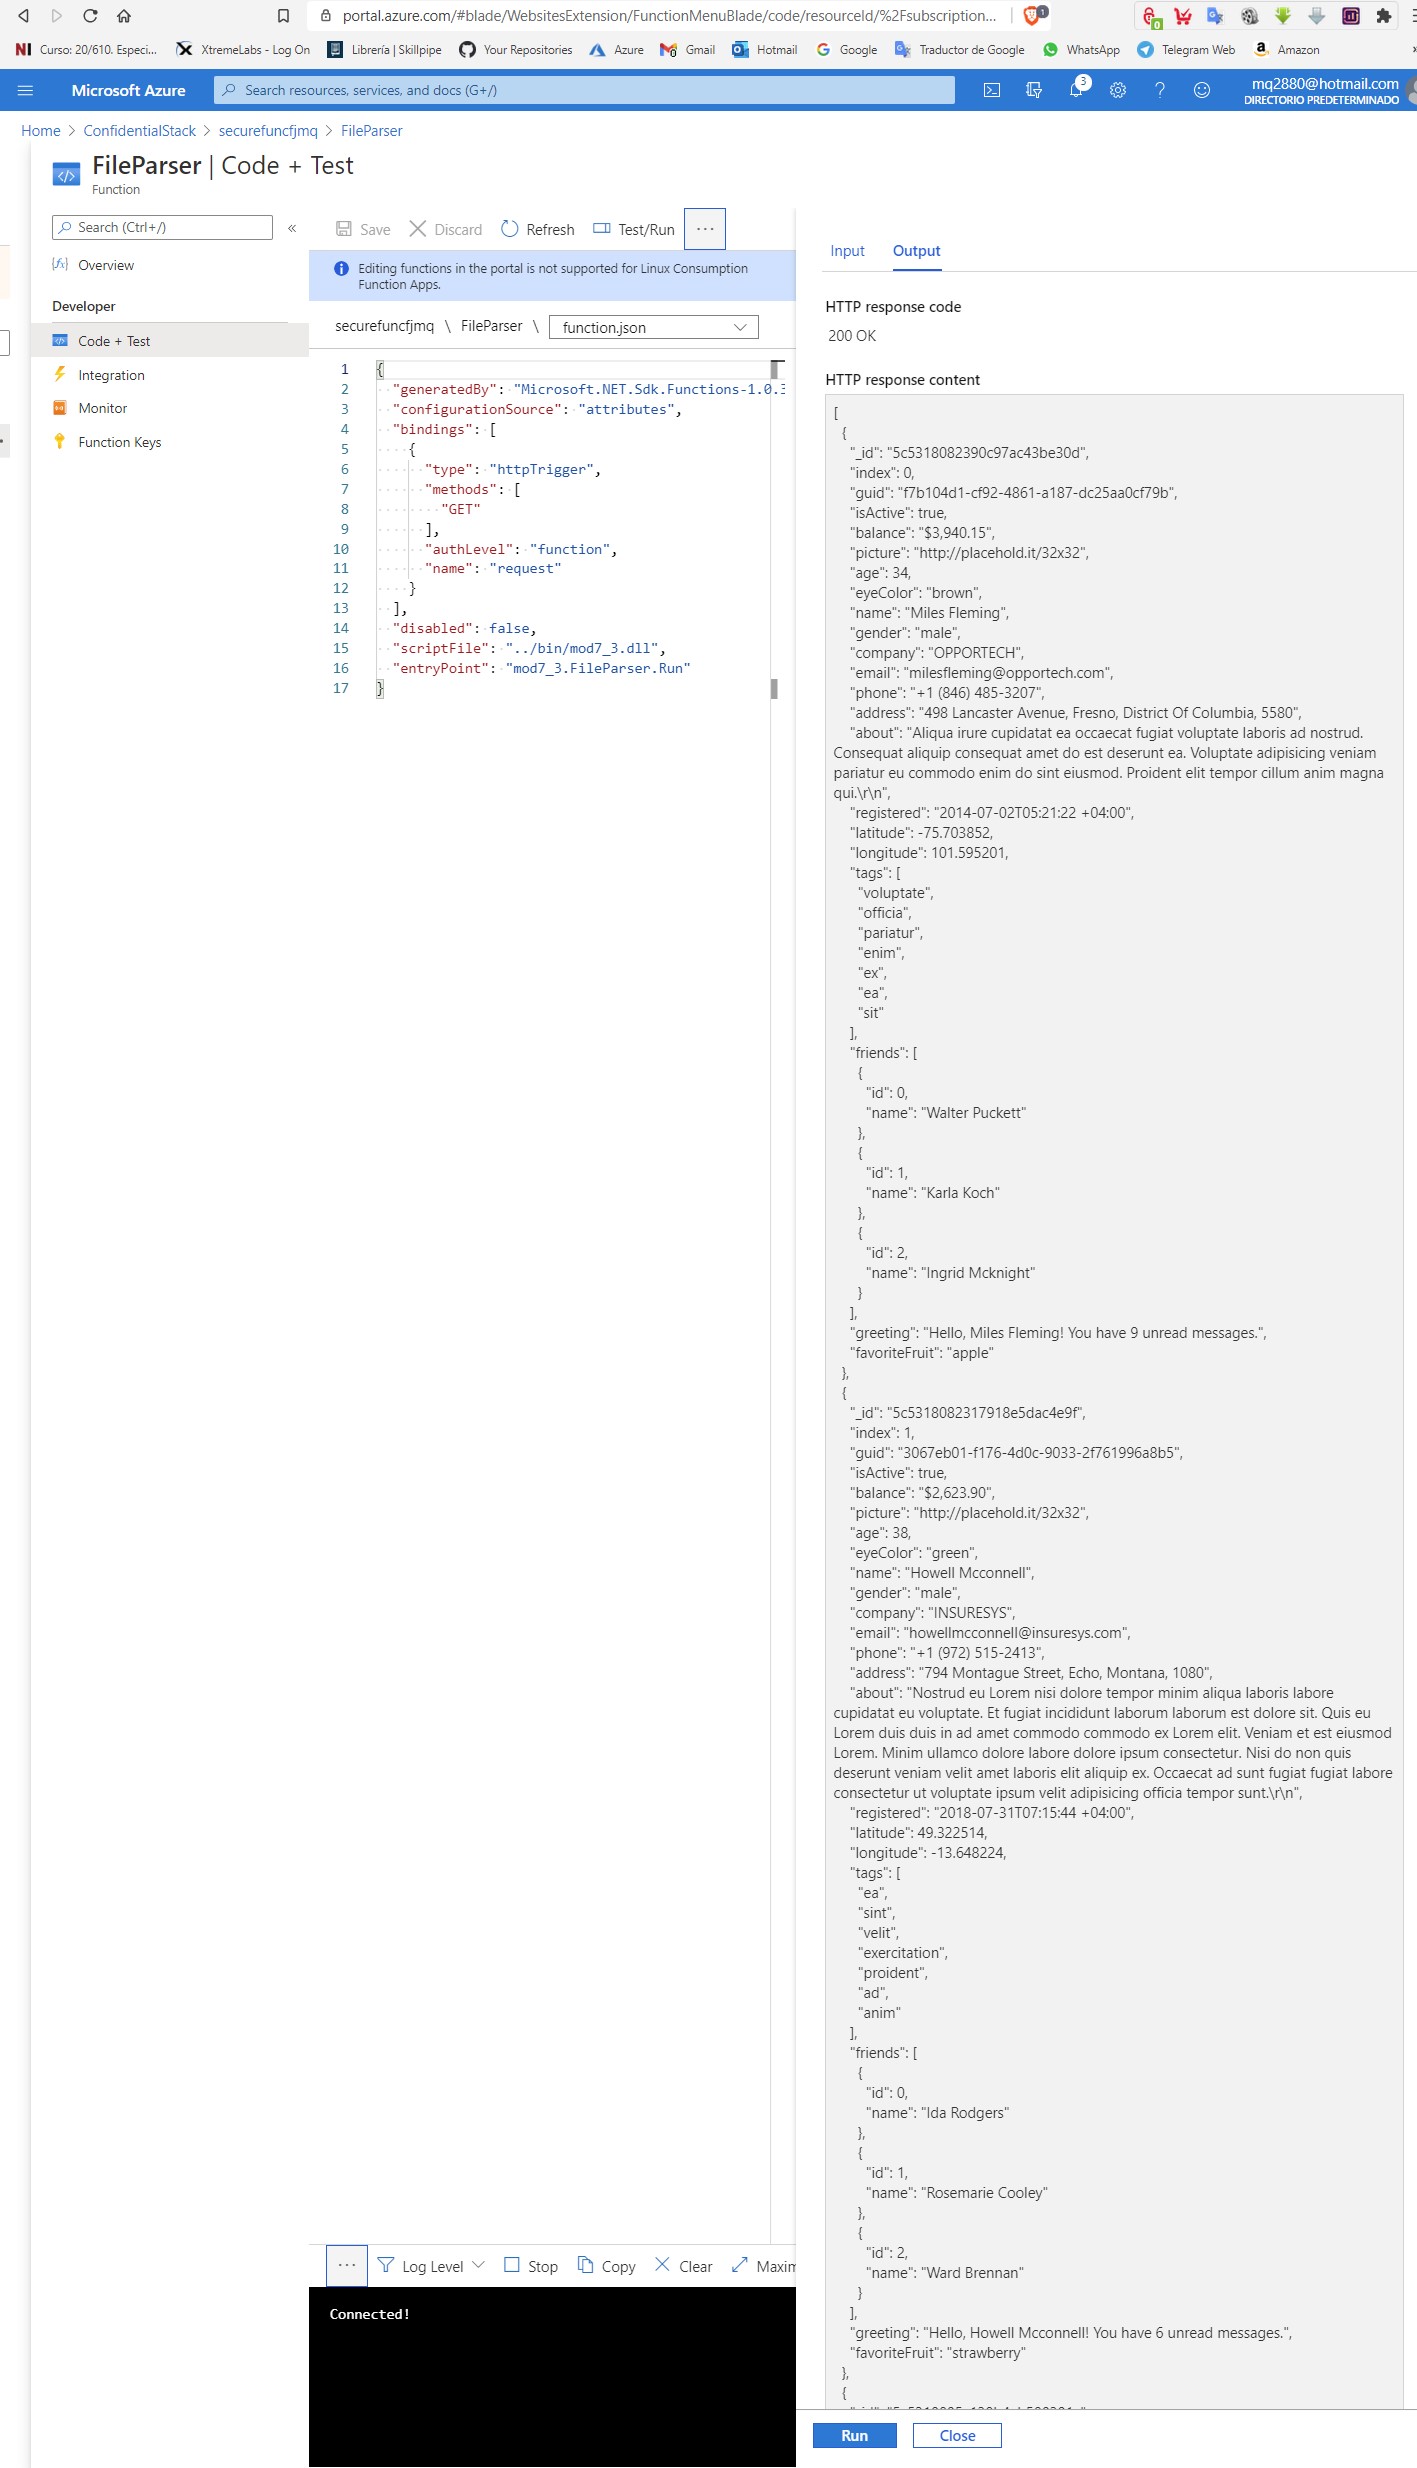 portal.azure.com/#blade/WebsitesExtension/FunctionMenuBlade/code/resourceId/%2Fsubscription...
1
0
NI Curso: 20/610. Especi...
XtremeLabs - Log On
Librería | Skillpipe
Your Repositories
Azure
Gmail
Hotmail
Google
Traductor de Google
WhatsApp
Telegram Web
Amazon
Microsoft Azure
Search resources, services, and docs (G+/)
3
mq2880@hotmail.com
DIRECTORIO PREDETERMINADO
Home > ConfidentialStack > securefuncfjmq > FileParser
FileParser | Code + Test
Function
Search (Ctrl+/)
«
Overview
Developer
Code + Test
Integration
Monitor
Function Keys
Save
Discard
Refresh
Test/Run
...
Editing functions in the portal is not supported for Linux Consumption
Function Apps.
securefuncfjmq \ FileParser \ function.json
1 {
2 "generatedBy": "Microsoft.NET.Sdk.Functions-1.0.3
3 "configurationSource": "attributes",
4 "bindings": [
5 {
6 "type": "httpTrigger",
7 "methods": [
8 "GET"
9 ],
10 "authLevel": "function",
11 "name": "request"
12 }
13 ],
14 "disabled": false,
15 "scriptFile": "../bin/mod7_3.dll",
16 "entryPoint": "mod7_3.FileParser.Run"
17 }
...
Log Level
Stop
Copy
Clear
Maxim
Connected!
Input
Output
HTTP response code
200 OK
HTTP response content
[
{
"_id": "5c5318082390c97ac43be30d",
"index": 0,
"guid": "f7b104d1-cf92-4861-a187-dc25aa0cf79b",
"isActive": true,
"balance": "$3,940.15",
"picture": "http://placehold.it/32x32",
"age": 34,
"eyeColor": "brown",
"name": "Miles Fleming",
"gender": "male",
"company": "OPPORTECH",
"email": "milesfleming@opportech.com",
"phone": "+1 (846) 485-3207",
"address": "498 Lancaster Avenue, Fresno, District Of Columbia, 5580",
"about": "Aliqua irure cupidatat ea occaecat fugiat voluptate laboris ad nostrud.
Consequat aliquip consequat amet do est deserunt ea. Voluptate adipisicing veniam
pariatur eu commodo enim do sint eiusmod. Proident elit tempor cillum anim magna
qui.\r\n",
"registered": "2014-07-02T05:21:22 +04:00",
"latitude": -75.703852,
"longitude": 101.595201,
"tags": [
"voluptate",
"officia",
"pariatur",
"enim",
"ex",
"ea",
"sit"
],
"friends": [
{
"id": 0,
"name": "Walter Puckett"
},
{
"id": 1,
"name": "Karla Koch"
},
{
"id": 2,
"name": "Ingrid Mcknight"
}
],
"greeting": "Hello, Miles Fleming! You have 9 unread messages.",
"favoriteFruit": "apple"
},
{
"_id": "5c5318082317918e5dac4e9f",
"index": 1,
"guid": "3067eb01-f176-4d0c-9033-2f761996a8b5",
"isActive": true,
"balance": "$2,623.90",
"picture": "http://placehold.it/32x32",
"age": 38,
"eyeColor": "green",
"name": "Howell Mcconnell",
"gender": "male",
"company": "INSURESYS",
"email": "howellmcconnell@insuresys.com",
"phone": "+1 (972) 515-2413",
"address": "794 Montague Street, Echo, Montana, 1080",
"about": "Nostrud eu Lorem nisi dolore tempor minim aliqua laboris labore
cupidatat eu voluptate. Et fugiat incididunt laborum laborum est dolore sit. Quis eu
Lorem duis duis in ad amet commodo commodo ex Lorem elit. Veniam et est eiusmod
Lorem. Minim ullamco dolore labore dolore ipsum consectetur. Nisi do non quis
deserunt veniam velit amet laboris elit aliquip ex. Occaecat ad sunt fugiat fugiat labore
consectetur ut voluptate ipsum velit adipisicing officia tempor sunt.\r\n",
"registered": "2018-07-31T07:15:44 +04:00",
"latitude": 49.322514,
"longitude": -13.648224,
"tags": [
"ea",
"sint",
"velit",
"exercitation",
"proident",
"ad",
"anim"
],
"friends": [
{
"id": 0,
"name": "Ida Rodgers"
},
{
"id": 1,
"name": "Rosemarie Cooley"
},
{
"id": 2,
"name": "Ward Brennan"
}
],
"greeting": "Hello, Howell Mcconnell! You have 6 unread messages.",
"favoriteFruit": "strawberry"
},
{
Run
Close